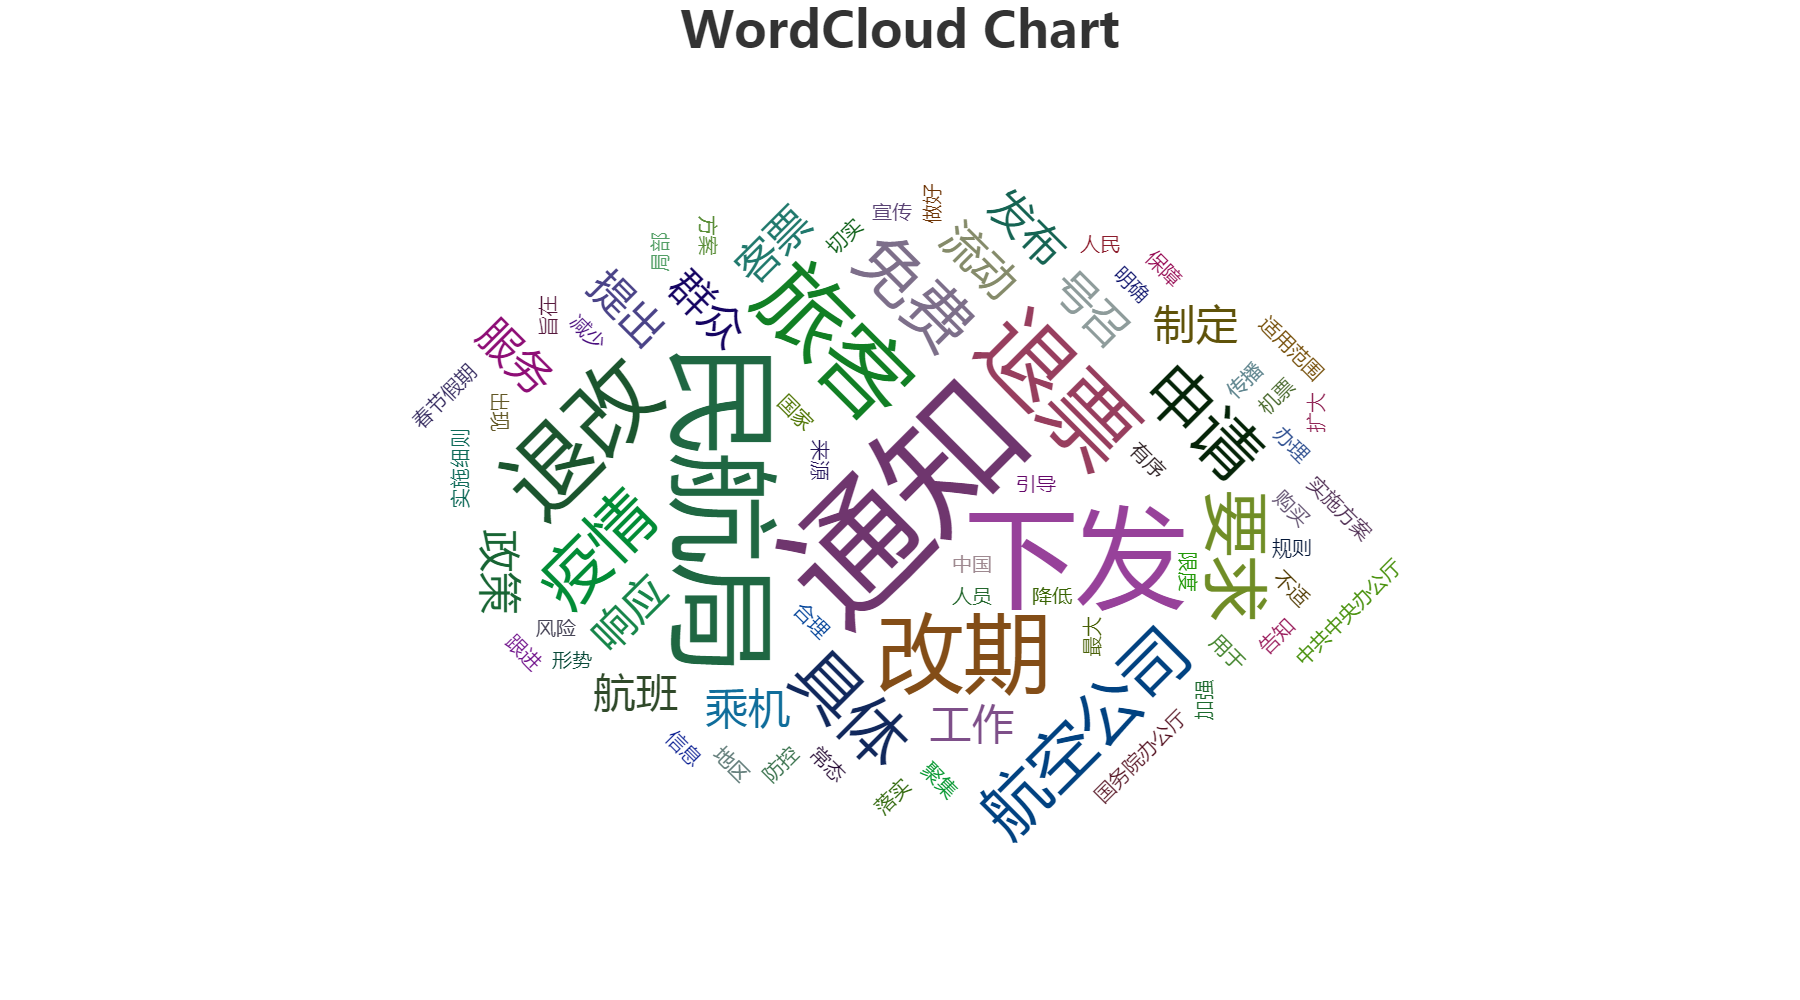 WordCloud Chart
做好
宣传
发布
方案
客票
切实
流动
人民
局部
群众
免费
保障
提出
明确
旨在
减少
旅客
号召
制定
服务
适用范围
春节假期
退票
传播
机票
扩大
国家
退改
民航局
申请
办理
有序
来源
通知
引导
实施细则
购买
实施方案
下发
要求
规则
政策
疫情
中国
限度
不适
人员
降低
响应
合理
中共中央办公厅
风险
最大
告知
用于
跟进
形势
改期
航班
乘机
具体
工作
航空公司
加强
信息
地区
防控
常态
国务院办公厅
落实
聚集